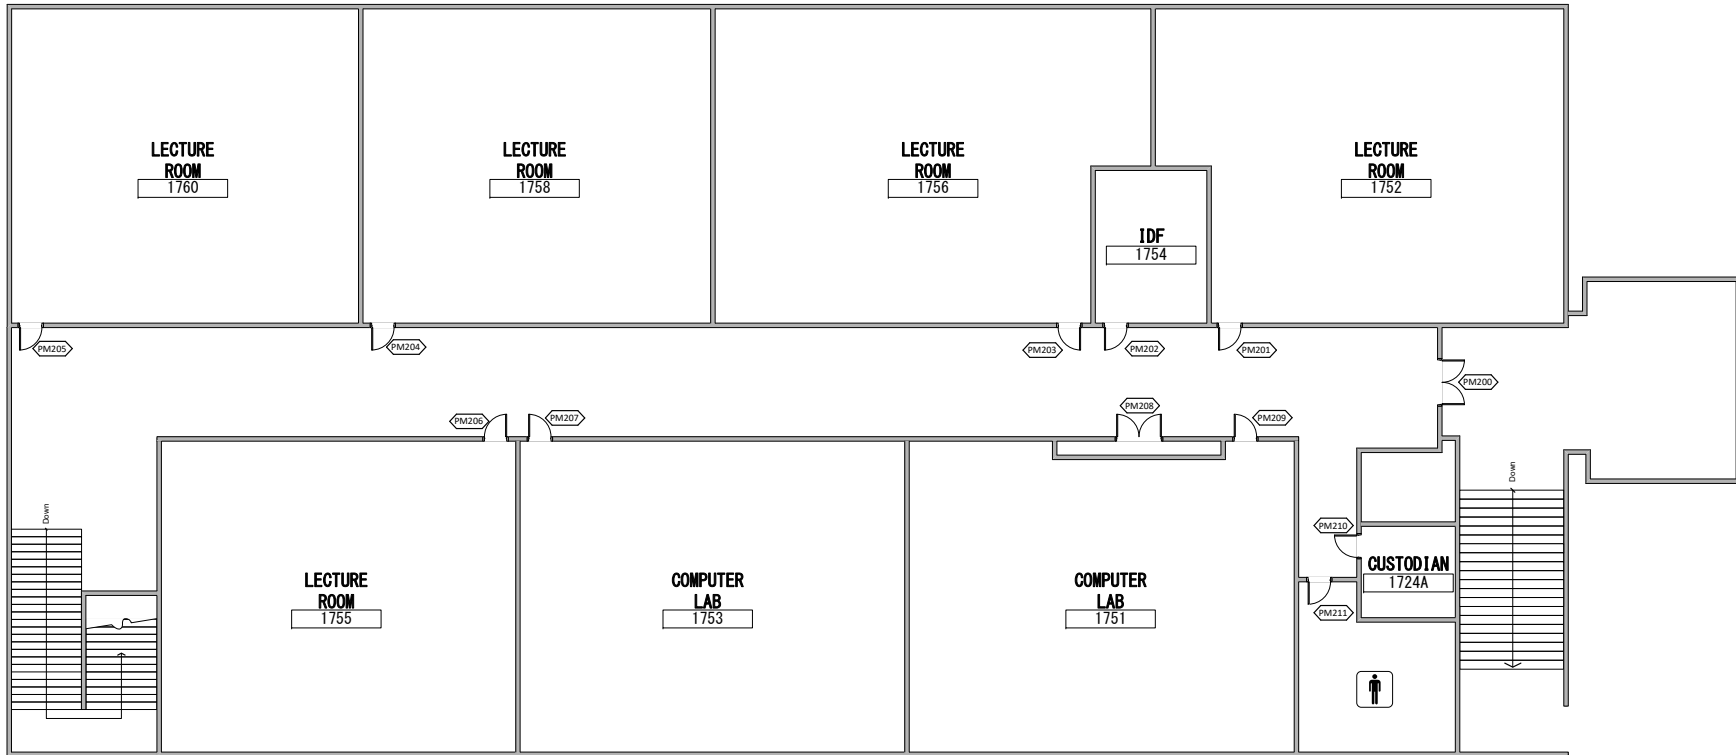 LECTURE
ROOM
1760
LECTURE
ROOM
1758
LECTURE
ROOM
1756
LECTURE
ROOM
1752
IDF
1754
PM205
PM204
PM203
PM202
PM201
PM200
PM206
PM207
PM208
PM209
Down
Down
PM210
LECTURE
ROOM
1755
COMPUTER
LAB
1753
COMPUTER
LAB
1751
CUSTODIAN
1724A
PM211